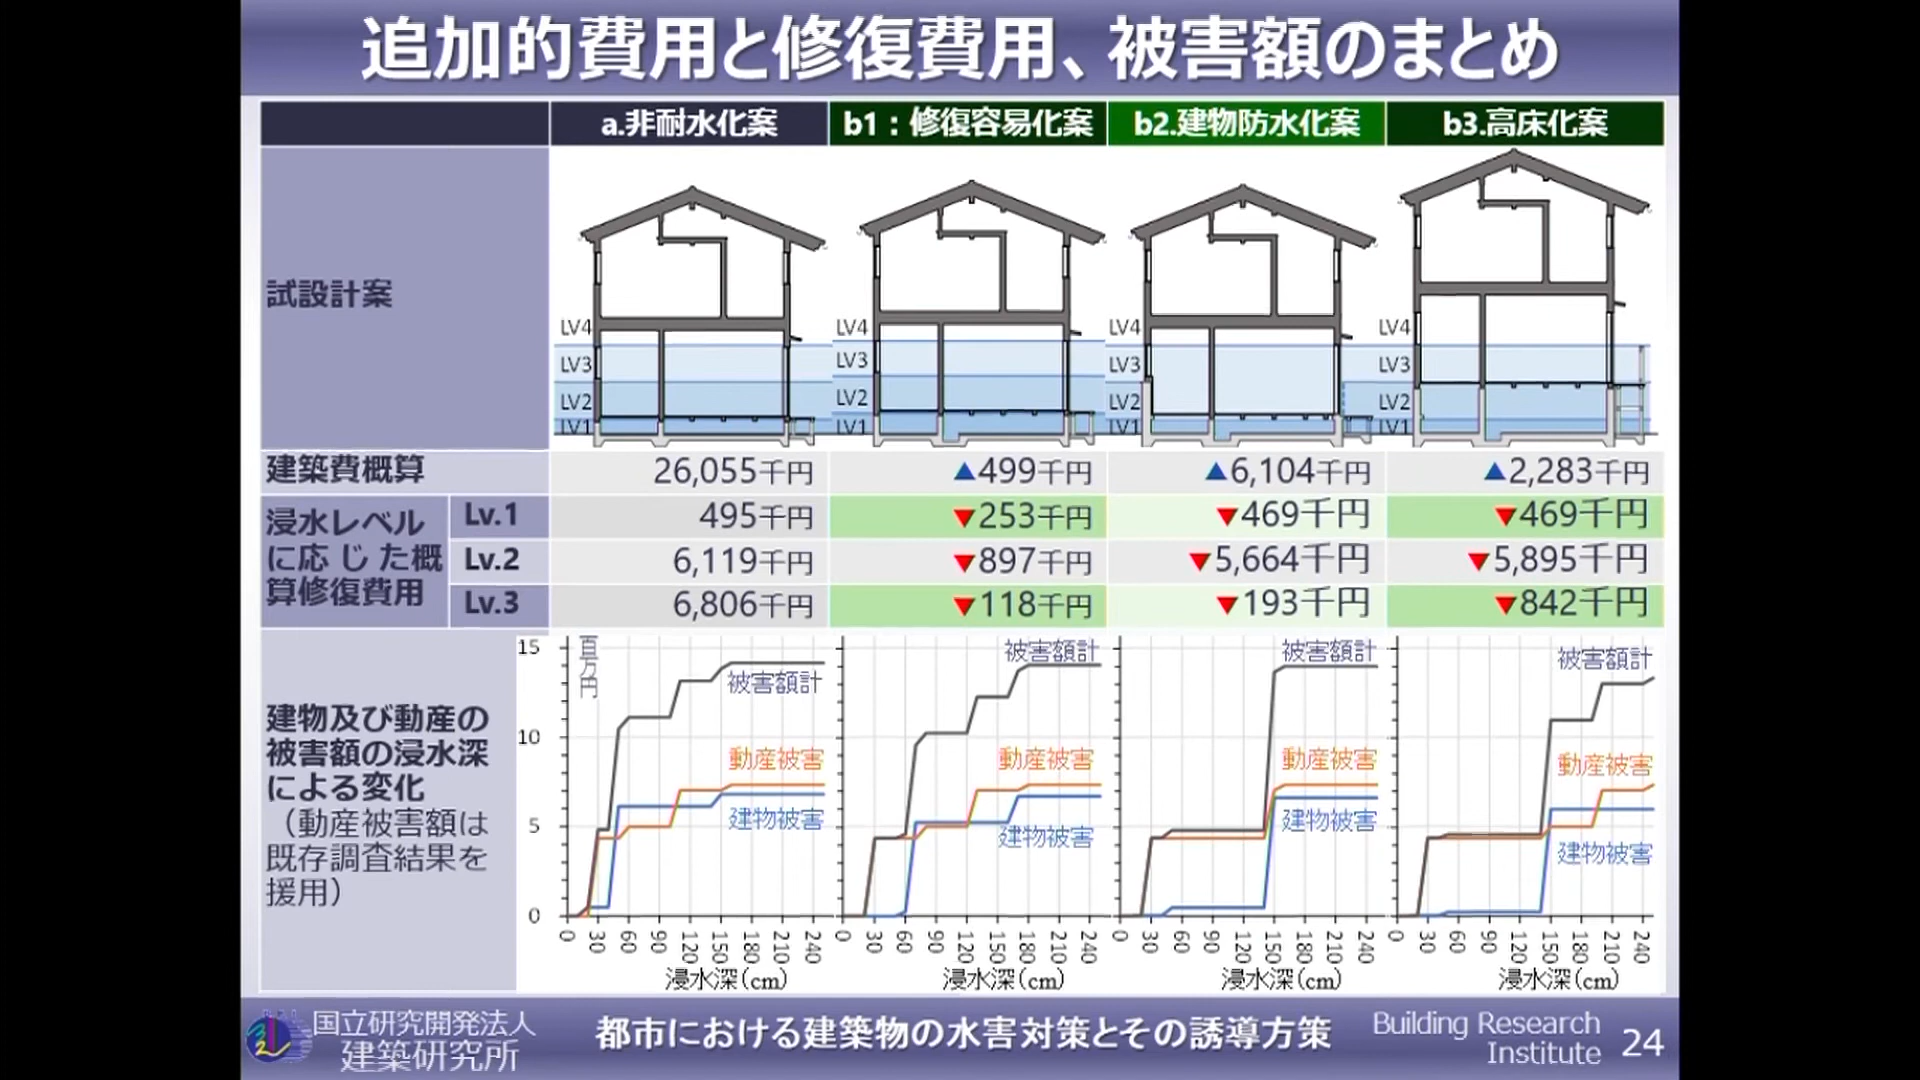 追加的費用と修復費用、被害額のまとめ
a.非耐水化案
b1：修復容易化案
b2.建物防水化案
b3.高床化案
試設計案
LV4
LV3
LV2
LV1
LV4
LV3
LV2
LV1
LV4
LV3
LV2
LV1
LV4
LV3
LV2
LV1
建築費概算
26,055千円
▲499千円
▲6,104千円
▲2,283千円
浸水レベル
に応じた概
算修復費用
Lv.1
495千円
▼253千円
▼469千円
▼469千円
Lv.2
6,119千円
▼897千円
▼5,664千円
▼5,895千円
Lv.3
6,806千円
▼118千円
▼193千円
▼842千円
建物及び動産の
被害額の浸水深
による変化
（動産被害額は
既存調査結果を
援用）
15
10
5
0
百万円
被害額計
動産被害
建物被害
0 30 60 90 120 150 180 210 240
浸水深(cm)
被害額計
動産被害
建物被害
0 30 60 90 120 150 180 210 240
浸水深(cm)
被害額計
動産被害
建物被害
0 30 60 90 120 150 180 210 240
浸水深(cm)
被害額計
動産被害
建物被害
0 30 60 90 120 150 180 210 240
浸水深(cm)
国立研究開発法人
建築研究所
都市における建築物の水害対策とその誘導方策
Building Research
Institute
24